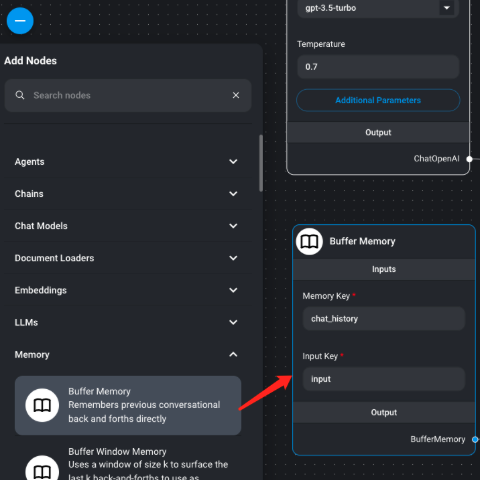 Add Nodes
Search nodes
Agents
Chains
Chat Models
Document Loaders
Embeddings
LLMs
Memory
Buffer Memory
Remembers previous conversational
back and forths directly
Buffer Window Memory
Uses a window of size k to surface the
last k back-and-forths to use as
gpt-3.5-turbo
Temperature
0.7
Additional Parameters
Output
ChatOpenAI
Buffer Memory
Inputs
Memory Key *
chat_history
Input Key *
input
Output
BufferMemory